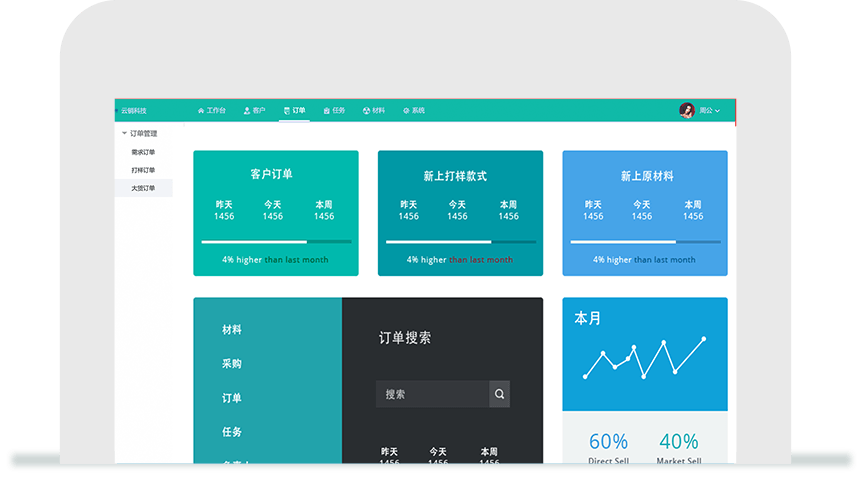 云链科技 工作台 客户 订单 任务 材料 系统 周公
订单管理
需求订单
打样订单
大货订单
客户订单
昨天 今天 本周
1456 1456 1456
4% higher than last month
新上打样款式
昨天 今天 本周
1456 1456 1456
4% higher than last month
新上原材料
昨天 今天 本周
1456 1456 1456
4% higher than last month
材料
采购
订单
任务
订单搜索
搜索
昨天 今天 本周
1456 1456 1456
本月
60% 40%
Direct Sell Market Sell